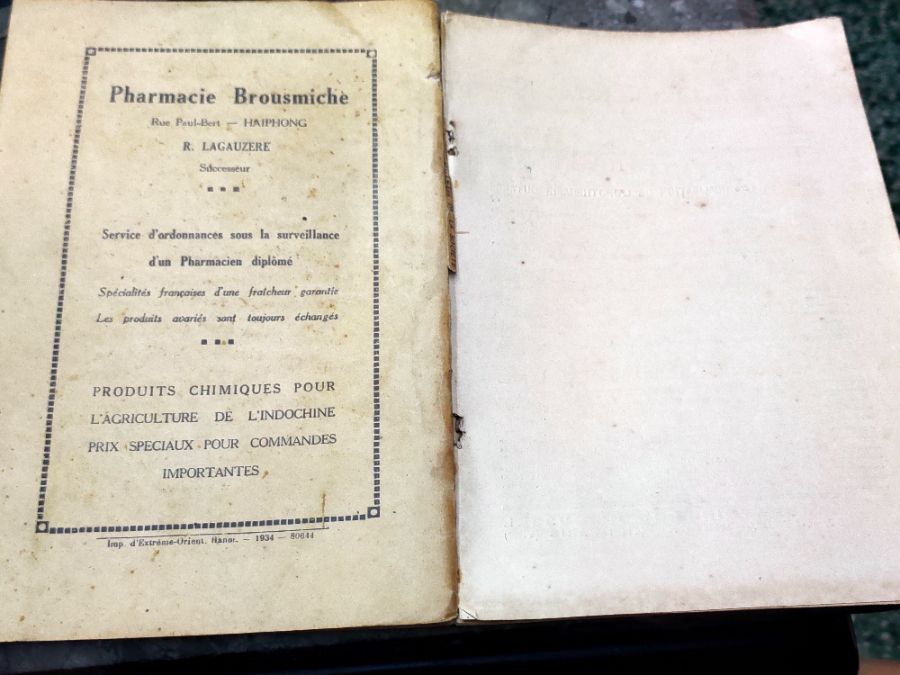 Pharmacie Brousmiche
Rue Paul-Bert — HAIPHONG
R. LAGAUZERE
Successeur
Service d'ordonnances sous la surveillance
d'un Pharmacien diplômé
Spécialités françaises d'une fraîcheur garantie
Les produits avariés sont toujours échangés
PRODUITS CHIMIQUES POUR
L'AGRICULTURE DE L'INDOCHINE
PRIX SPECIAUX POUR COMMANDES
IMPORTANTES
Imp. d'Extrême-Orient. Hanoi. — 1934 — 80644